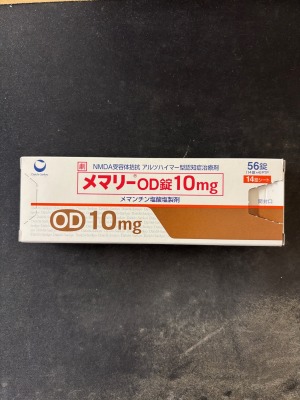 劇 NMDA受容体拮抗 アルツハイマー型認知症治療剤
メマリー®OD錠10mg
メマンチン塩酸塩製剤
56錠
14錠シート
OD 10mg